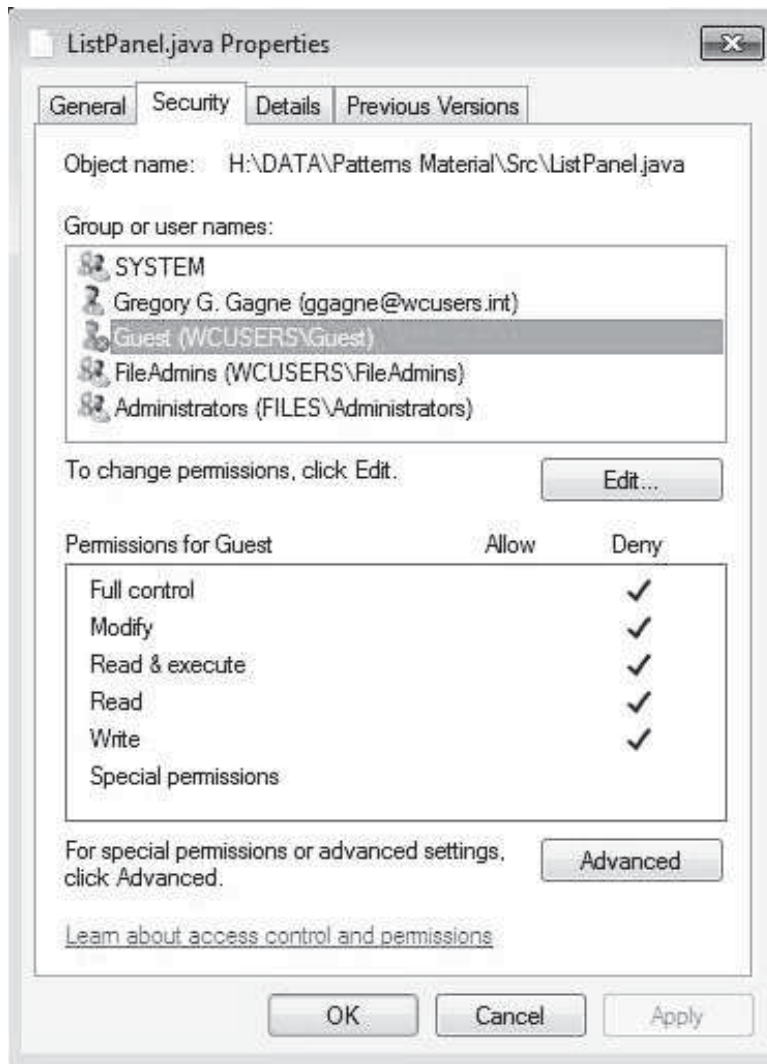 ListPanel.java Properties
General Security Details Previous Versions
Object name: H:\DATA\Patterns Material\Src\ListPanel.java
Group or user names:
SYSTEM
Gregory G. Gagne (ggagne@wcusers.int)
Guest (WCUSERS\Guest)
FileAdmins (WCUSERS\FileAdmins)
Administrators (FILES\Administrators)
To change permissions, click Edit.
Edit...
Permissions for Guest Allow Deny
Full control
Modify
Read & execute
Read
Write
Special permissions
For special permissions or advanced settings,
click Advanced.
Advanced
Learn about access control and permissions
OK Cancel Apply